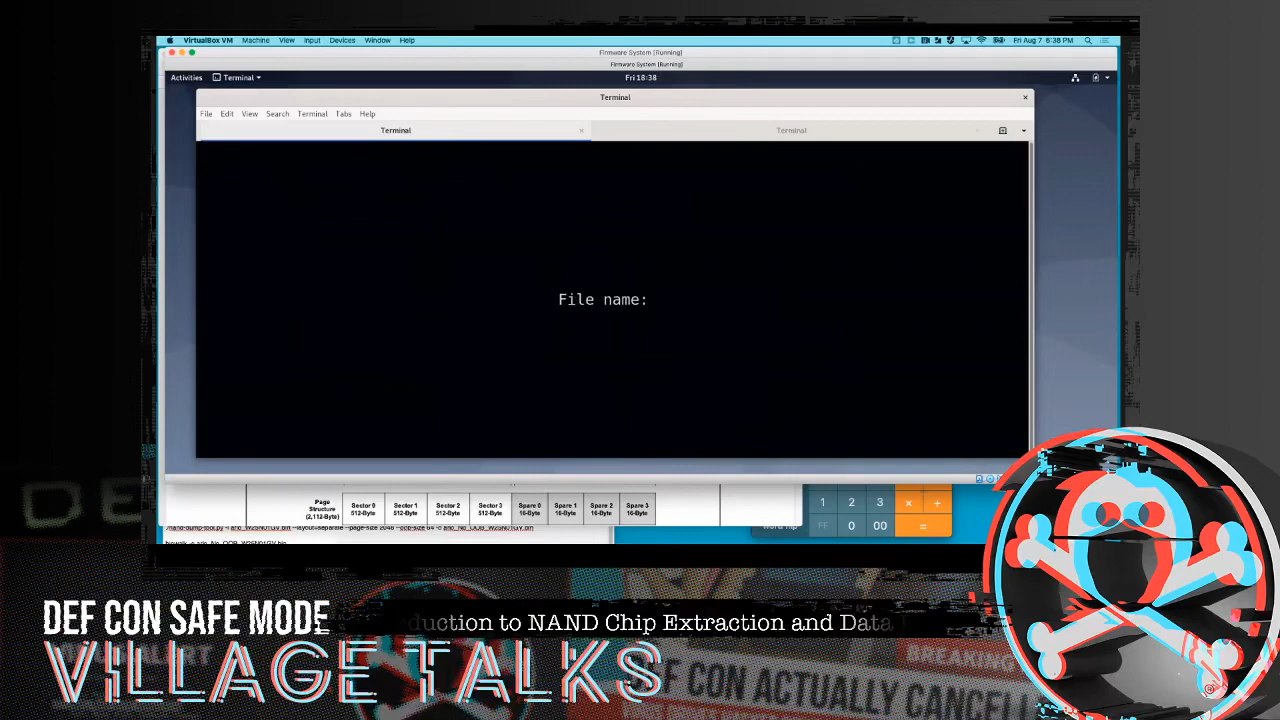 VirtualBox VM Machine View Input Devices Window Help Fri Aug 7 6:38 PM
Firmware System [Running]
Firmware System [Running]
Activities Terminal Fri 18:38
Terminal
File Edit View Search Terminal Tabs Help
Terminal Terminal
File name:
Page Structure (2,112-Byte)
Sector 0 512-Byte
Sector 1 512-Byte
Sector 2 512-Byte
Sector 3 512-Byte
Spare 0 16-Byte
Spare 1 16-Byte
Spare 2 16-Byte
Spare 3 16-Byte
1 2 3 × +
FF 0 00 =
DEF CON SAFE MODE
duction to NAND Chip Extraction and Data
VILLAGE TALKS
BREAKING
DEF CON ACTUALLY CANCEL